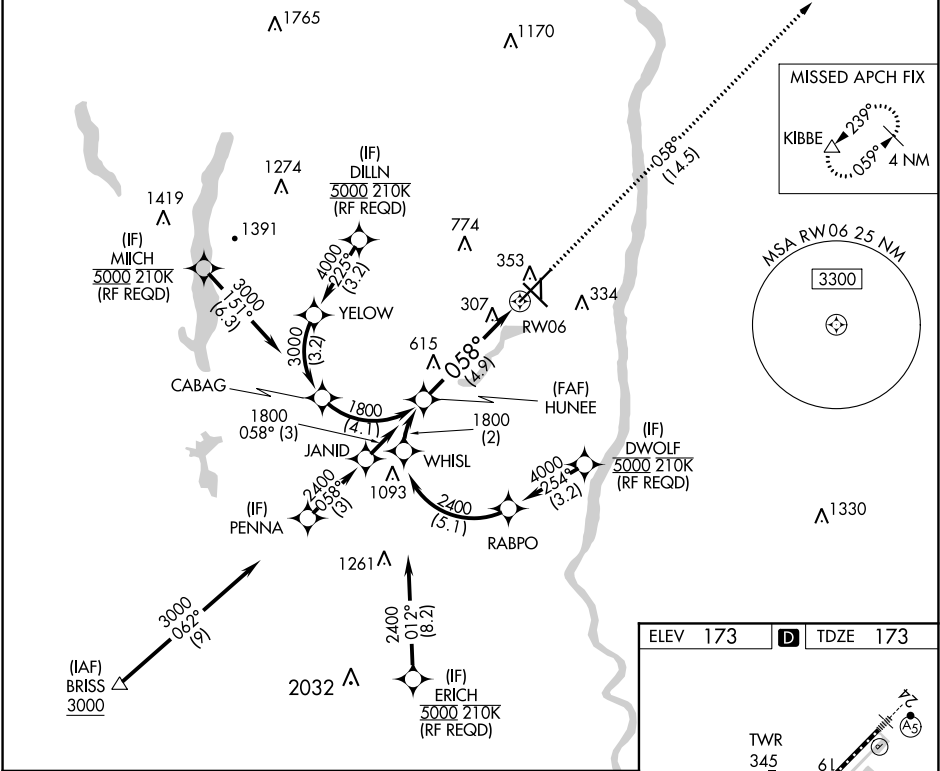 1765
1170
MISSED APCH FIX
KIBBE
239°
059°
4 NM
058°
(14.5)
1274
(IF)
DILLN
5000 210K
(RF REQD)
1419
1391
774
(IF)
MIICH
5000 210K
(RF REQD)
4000
223°
(3.2)
353
MSA RW06 25 NM
3300
3000
151°
(6.3)
YELOW
307
334
RW06
3000
(3.2)
615
058°
(4.9)
CABAG
(FAF)
HUNEE
1800
(4.1)
1800
058° (3)
1800
(2)
JANID
WHISL
(IF)
DWOLF
5000 210K
(RF REQD)
4000
254°
(3.2)
1093
2400
058°
(3)
2400
(5.1)
(IF)
PENNA
RABPO
1330
1261
3000
062°
(9)
2400
012°
(8.2)
(IAF)
BRISS
3000
2032
(IF)
ERICH
5000 210K
(RF REQD)
ELEV 173 D TDZE 173
24
A5
P
TWR
345
6L